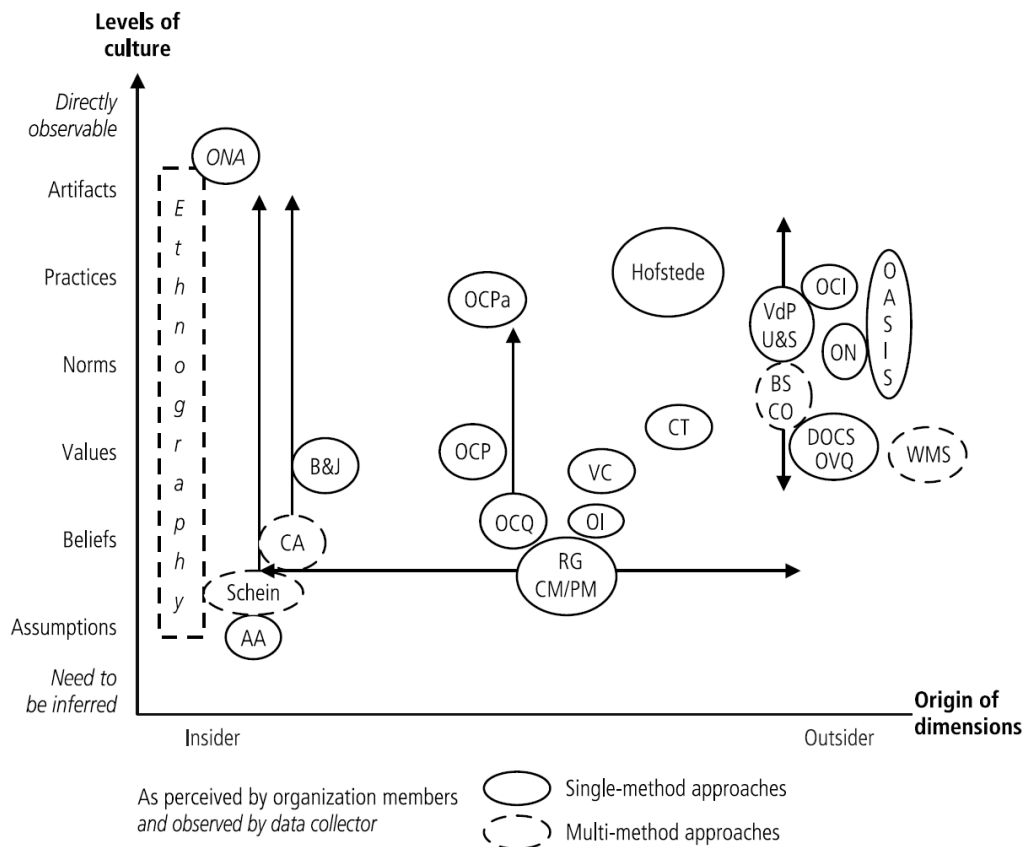 Levels of
culture
Directly
observable
ONA
Artifacts
E
t
h
n
o
g
r
a
p
h
y
Practices
Hofstede
OCI
O
A
S
I
S
OCPa
VdP
U&S
ON
Norms
BS
CO
CT
DOCS
OVQ
WMS
Values
B&J
OCP
VC
OCQ
OI
Beliefs
CA
RG
CM/PM
Schein
Assumptions
AA
Need to
be inferred
Origin of
dimensions
Insider
Outsider
As perceived by organization members
and observed by data collector
Single-method approaches
Multi-method approaches